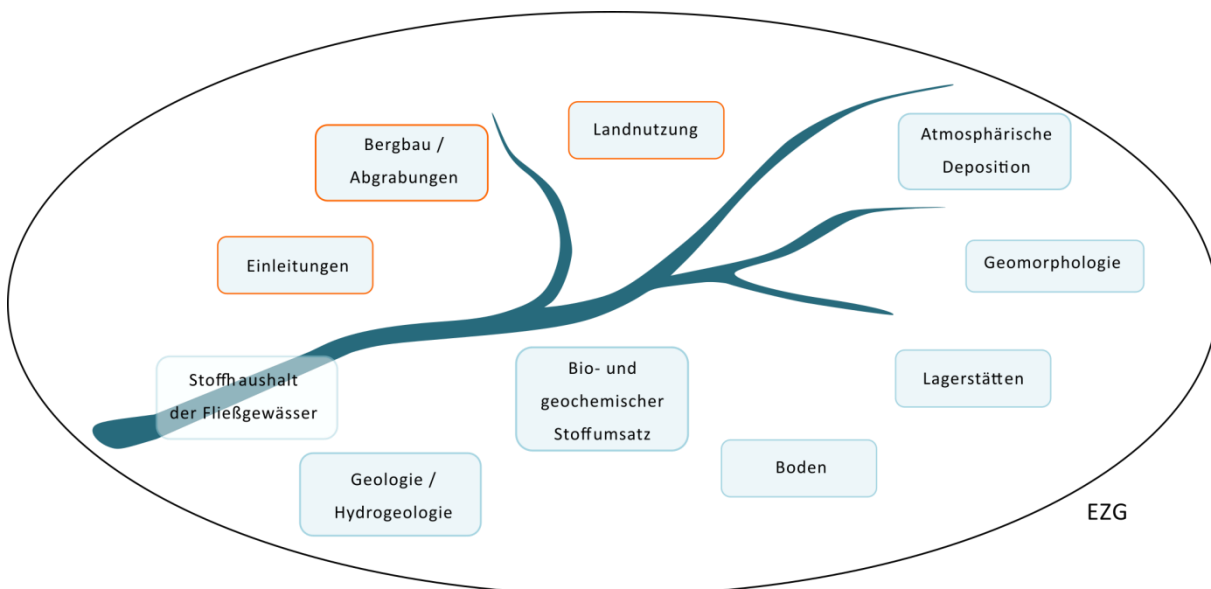 Landnutzung
Bergbau /
Abgrabungen
Atmosphärische
Deposition
Einleitungen
Geomorphologie
Stoffhaushalt
der Fließgewässer
Bio- und
geochemischer
Stoffumsatz
Lagerstätten
Geologie /
Hydrogeologie
Boden
EZG